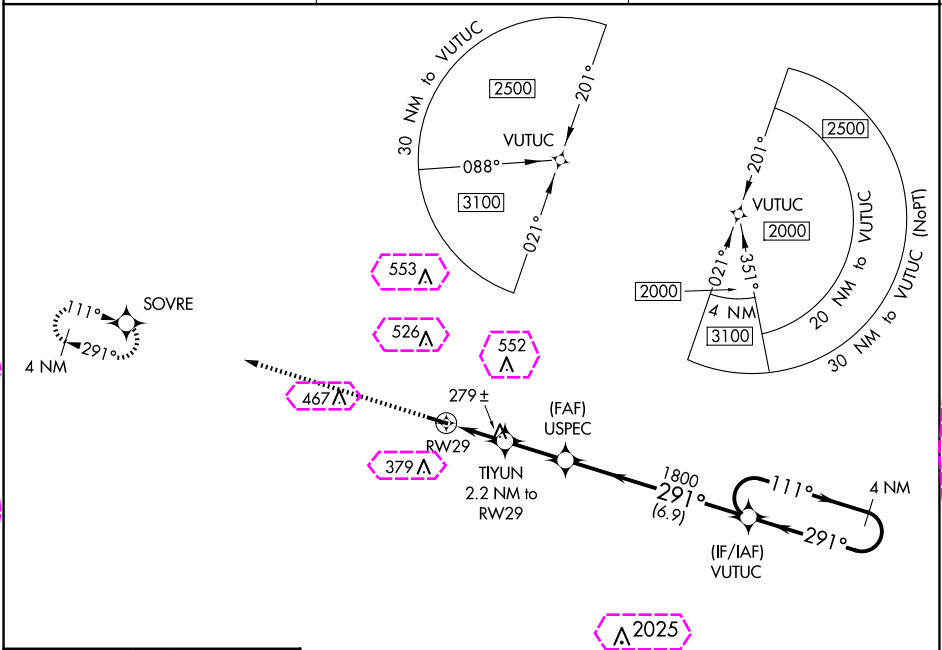 30 NM to VUTUC
2500
201°
VUTUC
088°
3100
021°
2500
201°
VUTUC
2000
20 NM to VUTUC
30 NM to VUTUC (NoPT)
021°
351°
2000
4 NM
3100
553
SOVRE
111°
291°
4 NM
526
552
467
279 ±
RW29
379
(FAF)
USPEC
TIYUN
2.2 NM to
RW29
1800
291°
(6.9)
111°
4 NM
291°
(IF/IAF)
VUTUC
2025